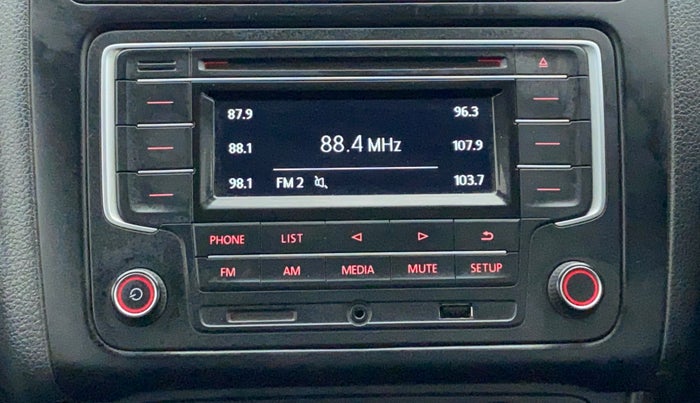 87.9 96.3
88.1 88.4 MHz 107.9
98.1 FM 2 103.7
PHONE LIST
FM AM MEDIA MUTE SETUP